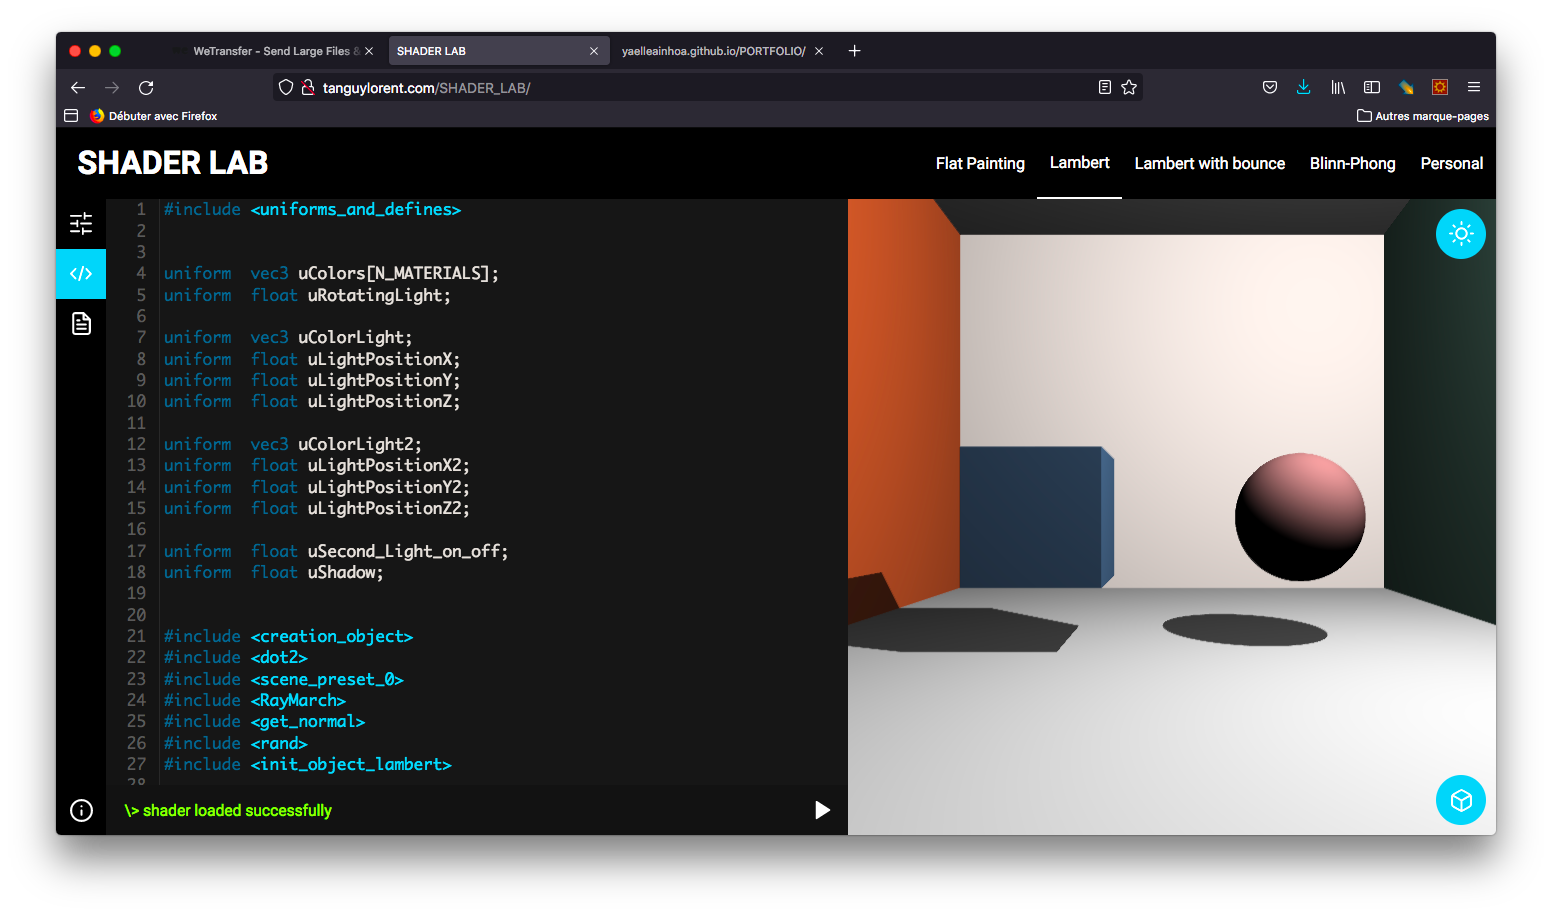 WeTransfer - Send Large Files &
SHADER LAB
yaelleainhoa.github.io/PORTFOLIO/
tanguylorent.com/SHADER_LAB/
Débuter avec Firefox
Autres marque-pages
SHADER LAB
Flat Painting
Lambert
Lambert with bounce
Blinn-Phong
Personal
1 #include <uniforms_and_defines>
2
3
4 uniform vec3 uColors[N_MATERIALS];
5 uniform float uRotatingLight;
6
7 uniform vec3 uColorLight;
8 uniform float uLightPositionX;
9 uniform float uLightPositionY;
10 uniform float uLightPositionZ;
11
12 uniform vec3 uColorLight2;
13 uniform float uLightPositionX2;
14 uniform float uLightPositionY2;
15 uniform float uLightPositionZ2;
16
17 uniform float uSecond_Light_on_off;
18 uniform float uShadow;
19
20
21 #include <creation_object>
22 #include <dot2>
23 #include <scene_preset_0>
24 #include <RayMarch>
25 #include <get_normal>
26 #include <rand>
27 #include <init_object_lambert>
28
\> shader loaded successfully